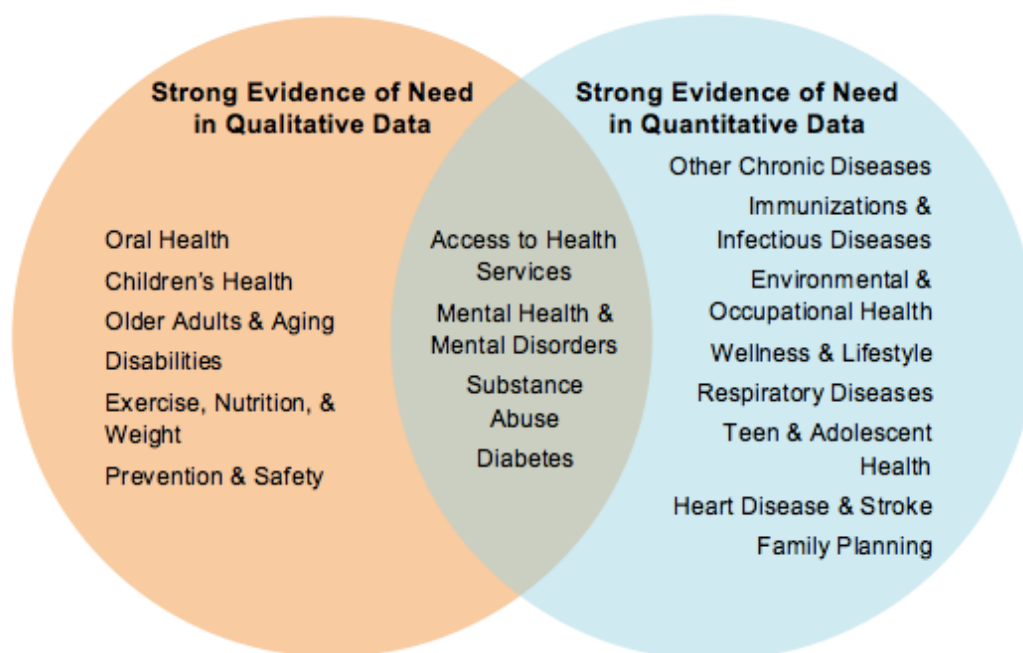 Strong Evidence of Need
in Qualitative Data
Oral Health
Children's Health
Older Adults & Aging
Disabilities
Exercise, Nutrition, &
Weight
Prevention & Safety
Access to Health
Services
Mental Health &
Mental Disorders
Substance
Abuse
Diabetes
Strong Evidence of Need
in Quantitative Data
Other Chronic Diseases
Immunizations &
Infectious Diseases
Environmental &
Occupational Health
Wellness & Lifestyle
Respiratory Diseases
Teen & Adolescent
Health
Heart Disease & Stroke
Family Planning